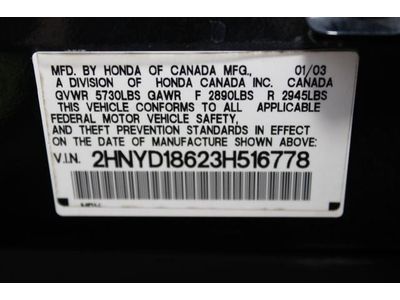 MFD. BY HONDA OF CANADA MFG., 01/03
A DIVISION OF HONDA CANADA INC. CANADA
GVWR 5730LBS GAWR F 2890LBS R 2945LBS
THIS VEHICLE CONFORMS TO ALL APPLICABLE
FEDERAL MOTOR VEHICLE SAFETY,
AND THEFT PREVENTION STANDARDS IN EFFECT
ON THE DATE OF MANUFACTURE SHOWN ABOVE.
V.I.N. 2HNYD18623H516778